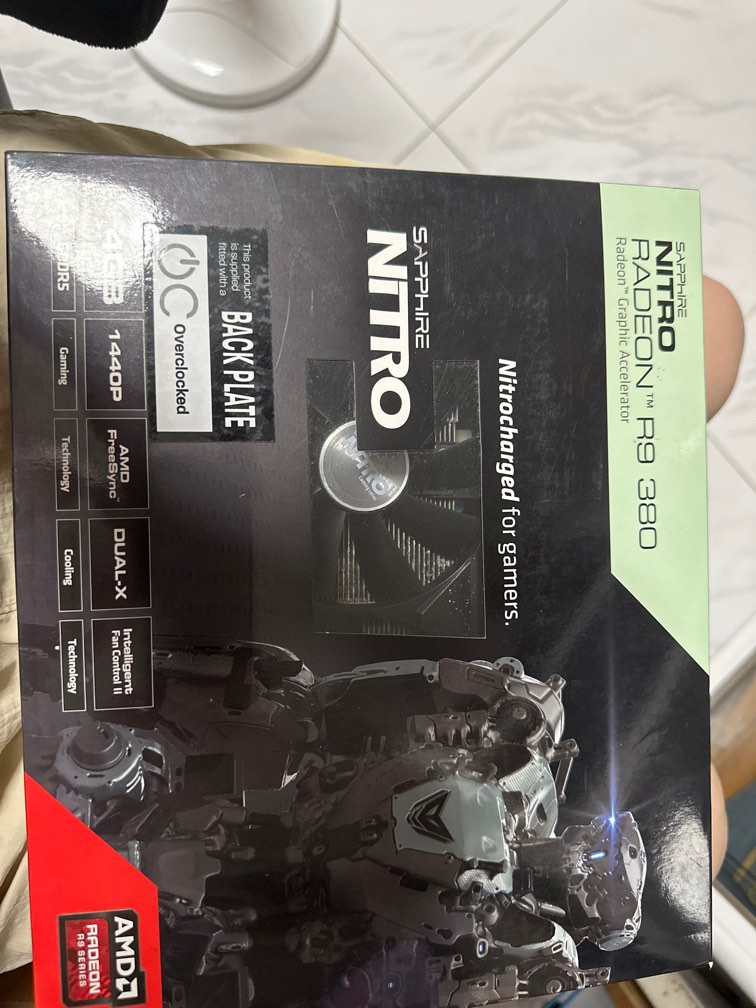 SAPPHIRE
NITRO
RADEON™ R9 380
Radeon™ Graphic Accelerator
Nitrocharged for gamers.
SAPPHIRE
NITRO
NITRO
This product
is supplied
fitted with a
BACK PLATE
OC Overclocked
4GB
1440P
Gaming
AMD
FreeSync™
Technology
DUAL-X
Cooling
Intelligent
Fan Control II
Technology
AMD
RADEON
R9 SERIES